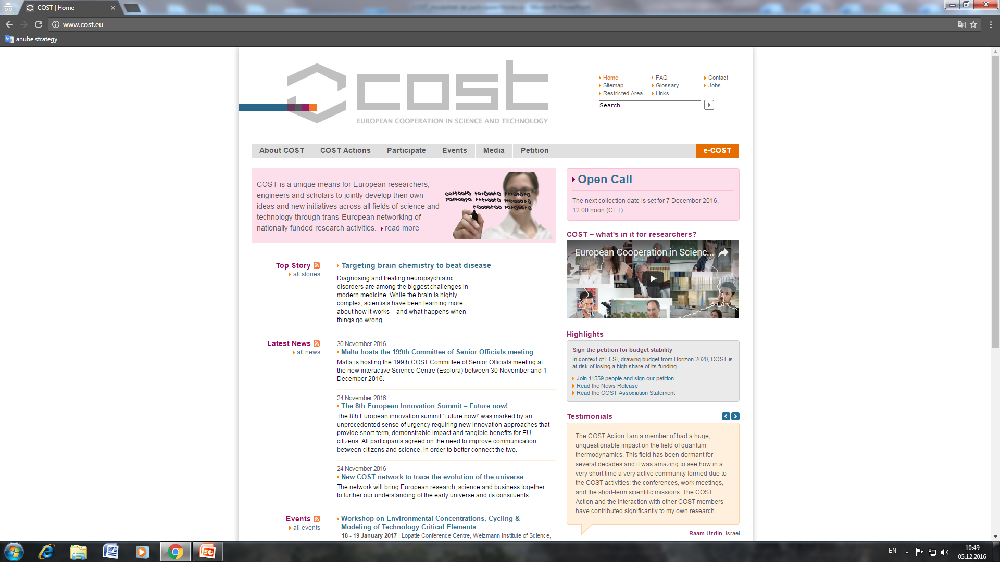 COST | Home
www.cost.eu
anube strategy
cost
EUROPEAN COOPERATION IN SCIENCE AND TECHNOLOGY
Home
FAQ
Contact
Sitemap
Glossary
Jobs
Restricted Area
Links
Search
About COST
COST Actions
Participate
Events
Media
Petition
e-COST
COST is a unique means for European researchers,
engineers and scholars to jointly develop their own
ideas and new initiatives across all fields of science and
technology through trans-European networking of
nationally funded research activities. read more
Top Story
all stories
Targeting brain chemistry to beat disease
Diagnosing and treating neuropsychiatric
disorders are among the biggest challenges in
modern medicine. While the brain is highly
complex, scientists have been learning more
about how it works – and what happens when
things go wrong.
Latest News
all news
30 November 2016
Malta hosts the 199th Committee of Senior Officials meeting
Malta is hosting the 199th COST Committee of Senior Officials meeting at
the new interactive Science Centre (Esplora) between 30 November and 1
December 2016.
24 November 2016
The 8th European Innovation Summit – Future now!
The 8th European innovation summit ‘Future now!’ was marked by an
unprecedented sense of urgency requiring new innovation approaches that
provide short-term, demonstrable impact and tangible benefits for EU
citizens. All participants agreed on the need to improve communication
between citizens and science, in order to better connect the two.
24 November 2016
New COST network to trace the evolution of the universe
The network will bring European research, science and business together
to further our understanding of the early universe and its consituents.
Events
all events
Workshop on Environmental Concentrations, Cycling &
Modeling of Technology Critical Elements
18 - 19 January 2017 | Lopatie Conference Centre, Weizmann Institute of Science,
Open Call
The next collection date is set for 7 December 2016,
12:00 noon (CET).
COST – what's in it for researchers?
European Cooperation in Scienc...
Highlights
Sign the petition for budget stability
In context of EFSI, drawing budget from Horizon 2020, COST is
at risk of losing a high share of its funding.
Join 11559 people and sign our petition
Read the News Release
Read the COST Association Statement
Testimonials
The COST Action I am a member of had a huge,
unquestionable impact on the field of quantum
thermodynamics. This field has been dormant for
several decades and it was amazing to see how in a
very short time a very active community formed due to
the COST activities: the conferences, work meetings,
and the short-term scientific missions. The COST
Action and the interaction with other COST members
have contributed significantly to my own research.
Raam Uzdin, Israel
EN
10:49
05.12.2016